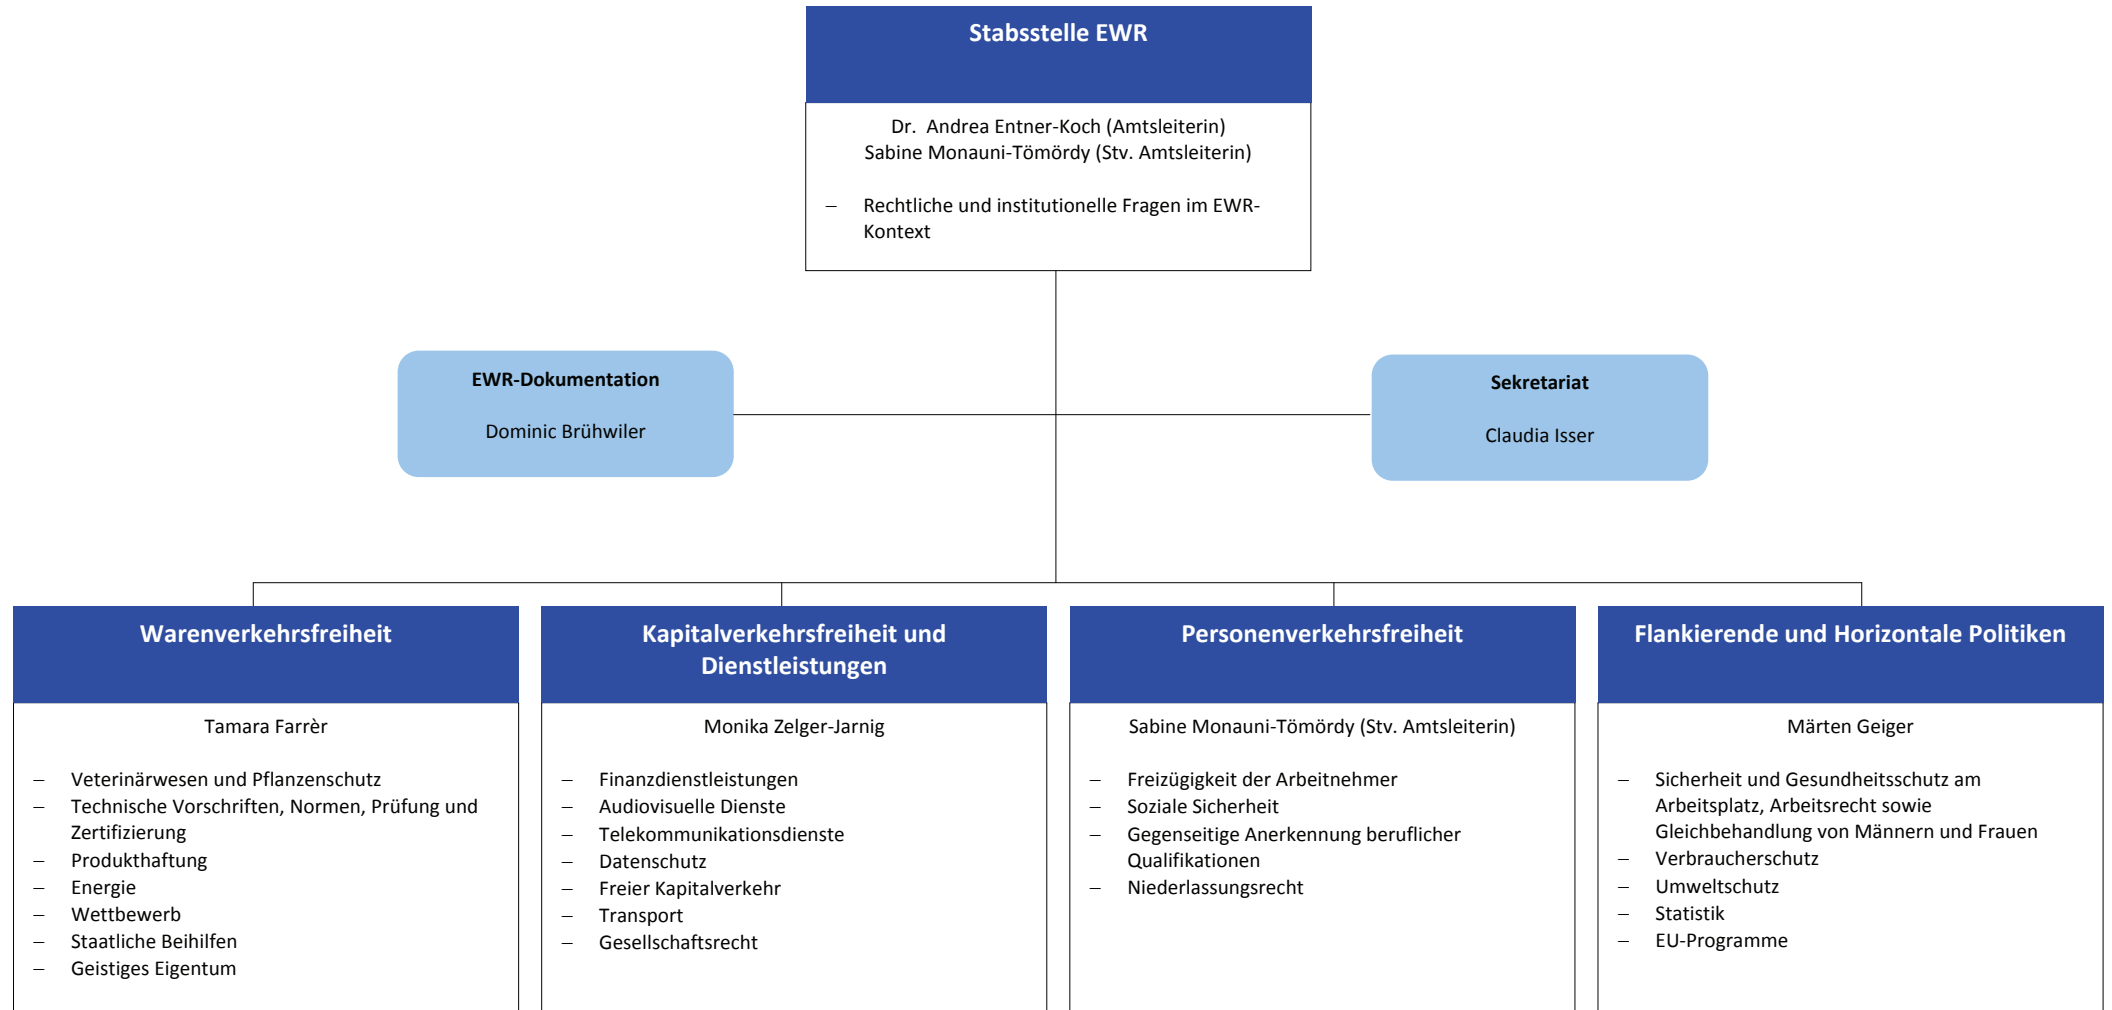 Stabsstelle EWR
Dr. Andrea Entner-Koch (Amtsleiterin)
Sabine Monauni-Tömördy (Stv. Amtsleiterin)
– Rechtliche und institutionelle Fragen im EWR-
Kontext
EWR-Dokumentation
Dominic Brühwiler
Sekretariat
Claudia Isser
Warenverkehrsfreiheit
Tamara Farrèr
– Veterinärwesen und Pflanzenschutz
– Technische Vorschriften, Normen, Prüfung und
Zertifizierung
– Produkthaftung
– Energie
– Wettbewerb
– Staatliche Beihilfen
– Geistiges Eigentum
Kapitalverkehrsfreiheit und
Dienstleistungen
Monika Zelger-Jarnig
– Finanzdienstleistungen
– Audiovisuelle Dienste
– Telekommunikationsdienste
– Datenschutz
– Freier Kapitalverkehr
– Transport
– Gesellschaftsrecht
Personenverkehrsfreiheit
Sabine Monauni-Tömördy (Stv. Amtsleiterin)
– Freizügigkeit der Arbeitnehmer
– Soziale Sicherheit
– Gegenseitige Anerkennung beruflicher
Qualifikationen
– Niederlassungsrecht
Flankierende und Horizontale Politiken
Märten Geiger
– Sicherheit und Gesundheitsschutz am
Arbeitsplatz, Arbeitsrecht sowie
Gleichbehandlung von Männern und Frauen
– Verbraucherschutz
– Umweltschutz
– Statistik
– EU-Programme